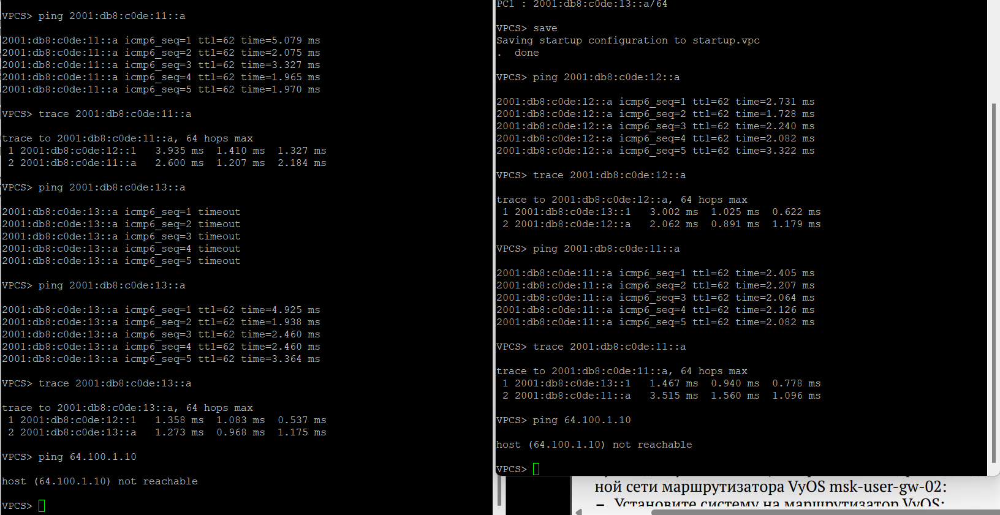 VPCS> ping 2001:db8:c0de:11::a
2001:db8:c0de:11::a icmp6_seq=1 ttl=62 time=5.079 ms
2001:db8:c0de:11::a icmp6_seq=2 ttl=62 time=2.075 ms
2001:db8:c0de:11::a icmp6_seq=3 ttl=62 time=3.327 ms
2001:db8:c0de:11::a icmp6_seq=4 ttl=62 time=1.965 ms
2001:db8:c0de:11::a icmp6_seq=5 ttl=62 time=1.970 ms
VPCS> trace 2001:db8:c0de:11::a
trace to 2001:db8:c0de:11::a, 64 hops max
1 2001:db8:c0de:12::1 3.935 ms 1.410 ms 1.327 ms
2 2001:db8:c0de:11::a 2.600 ms 1.207 ms 2.184 ms
VPCS> ping 2001:db8:c0de:13::a
2001:db8:c0de:13::a icmp6_seq=1 timeout
2001:db8:c0de:13::a icmp6_seq=2 timeout
2001:db8:c0de:13::a icmp6_seq=3 timeout
2001:db8:c0de:13::a icmp6_seq=4 timeout
2001:db8:c0de:13::a icmp6_seq=5 timeout
VPCS> ping 2001:db8:c0de:13::a
2001:db8:c0de:13::a icmp6_seq=1 ttl=62 time=4.925 ms
2001:db8:c0de:13::a icmp6_seq=2 ttl=62 time=1.938 ms
2001:db8:c0de:13::a icmp6_seq=3 ttl=62 time=2.460 ms
2001:db8:c0de:13::a icmp6_seq=4 ttl=62 time=2.460 ms
2001:db8:c0de:13::a icmp6_seq=5 ttl=62 time=3.364 ms
VPCS> trace 2001:db8:c0de:13::a
trace to 2001:db8:c0de:13::a, 64 hops max
1 2001:db8:c0de:12::1 1.358 ms 1.083 ms 0.537 ms
2 2001:db8:c0de:13::a 1.273 ms 0.968 ms 1.175 ms
VPCS> ping 64.100.1.10
host (64.100.1.10) not reachable
VPCS>
PC1 : 2001:db8:c0de:13::a/64
VPCS> save
Saving startup configuration to startup.vpc
. done
VPCS> ping 2001:db8:c0de:12::a
2001:db8:c0de:12::a icmp6_seq=1 ttl=62 time=2.731 ms
2001:db8:c0de:12::a icmp6_seq=2 ttl=62 time=1.728 ms
2001:db8:c0de:12::a icmp6_seq=3 ttl=62 time=2.240 ms
2001:db8:c0de:12::a icmp6_seq=4 ttl=62 time=2.082 ms
2001:db8:c0de:12::a icmp6_seq=5 ttl=62 time=3.322 ms
VPCS> trace 2001:db8:c0de:12::a
trace to 2001:db8:c0de:12::a, 64 hops max
1 2001:db8:c0de:13::1 3.002 ms 1.025 ms 0.622 ms
2 2001:db8:c0de:12::a 2.062 ms 0.891 ms 1.179 ms
VPCS> ping 2001:db8:c0de:11::a
2001:db8:c0de:11::a icmp6_seq=1 ttl=62 time=2.405 ms
2001:db8:c0de:11::a icmp6_seq=2 ttl=62 time=2.207 ms
2001:db8:c0de:11::a icmp6_seq=3 ttl=62 time=2.064 ms
2001:db8:c0de:11::a icmp6_seq=4 ttl=62 time=2.126 ms
2001:db8:c0de:11::a icmp6_seq=5 ttl=62 time=2.082 ms
VPCS> trace 2001:db8:c0de:11::a
trace to 2001:db8:c0de:11::a, 64 hops max
1 2001:db8:c0de:13::1 1.467 ms 0.940 ms 0.778 ms
2 2001:db8:c0de:11::a 3.515 ms 1.560 ms 1.096 ms
VPCS> ping 64.100.1.10
host (64.100.1.10) not reachable
VPCS>
ной сети маршрутизатора VyOS msk-user-gw-02:
– Установите систему на маршрутизатор VyOS: